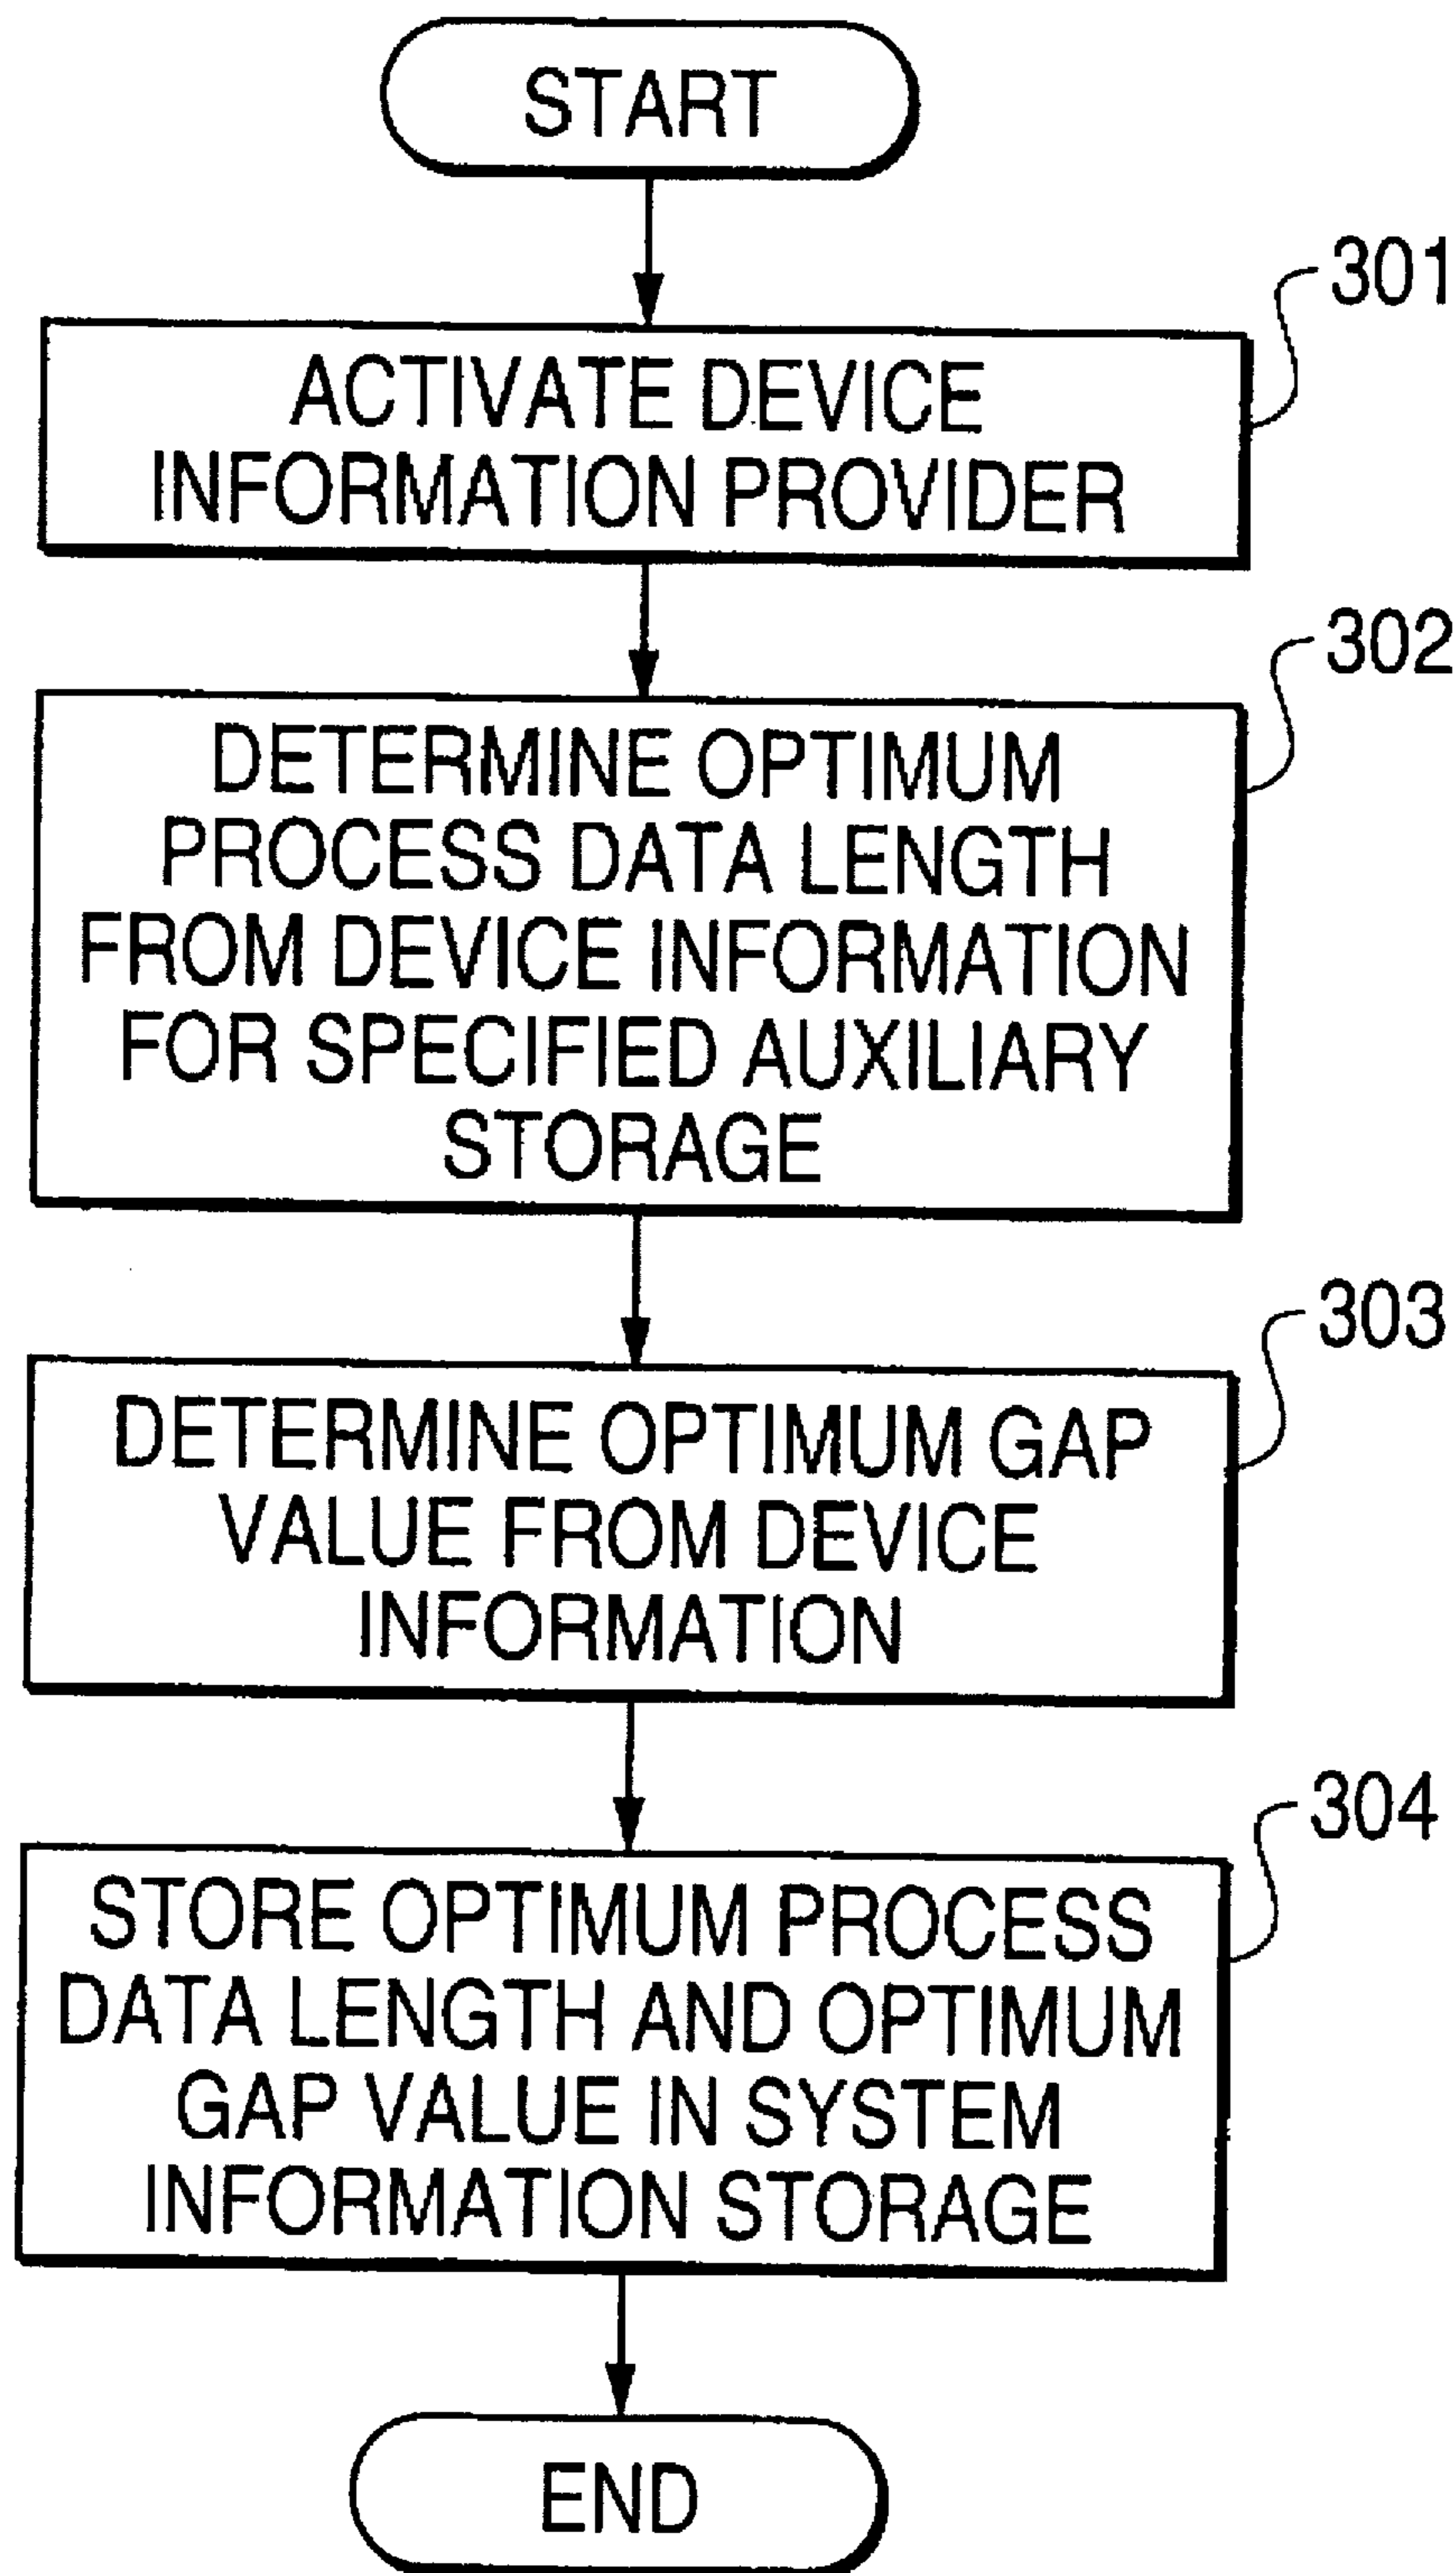 START
301
ACTIVATE DEVICE
INFORMATION PROVIDER
302
DETERMINE OPTIMUM
PROCESS DATA LENGTH
FROM DEVICE INFORMATION
FOR SPECIFIED AUXILIARY
STORAGE
303
DETERMINE OPTIMUM GAP
VALUE FROM DEVICE
INFORMATION
304
STORE OPTIMUM PROCESS
DATA LENGTH AND OPTIMUM
GAP VALUE IN SYSTEM
INFORMATION STORAGE
END